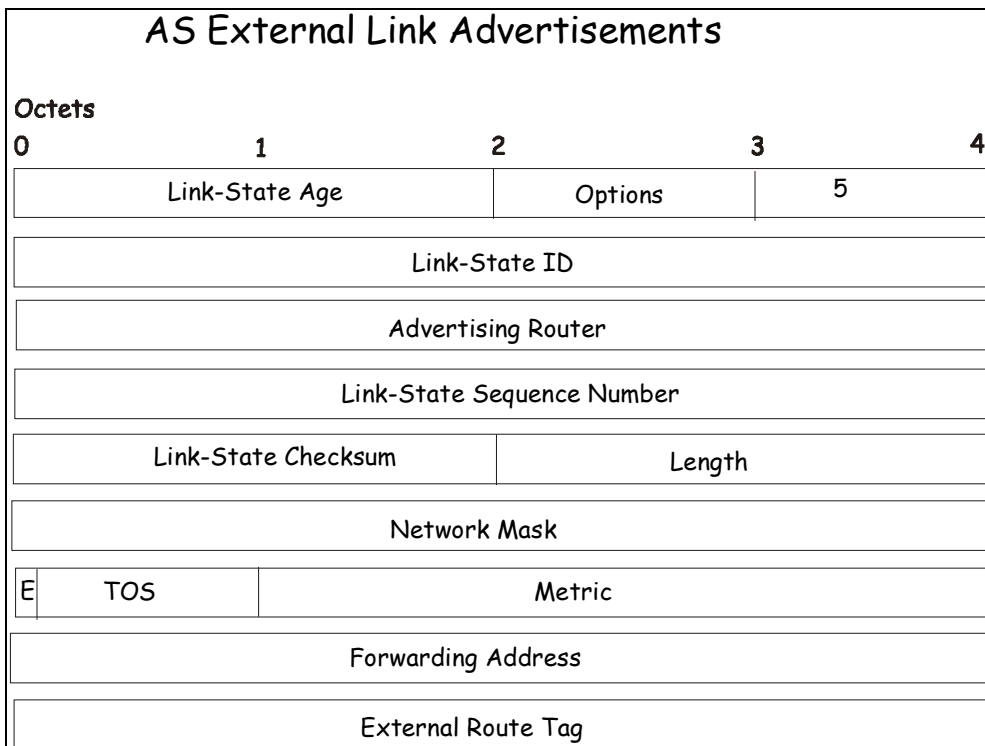 AS External Link Advertisements
Octets
0 1 2 3 4
Link-State Age Options 5
Link-State ID
Advertising Router
Link-State Sequence Number
Link-State Checksum Length
Network Mask
E TOS Metric
Forwarding Address
External Route Tag